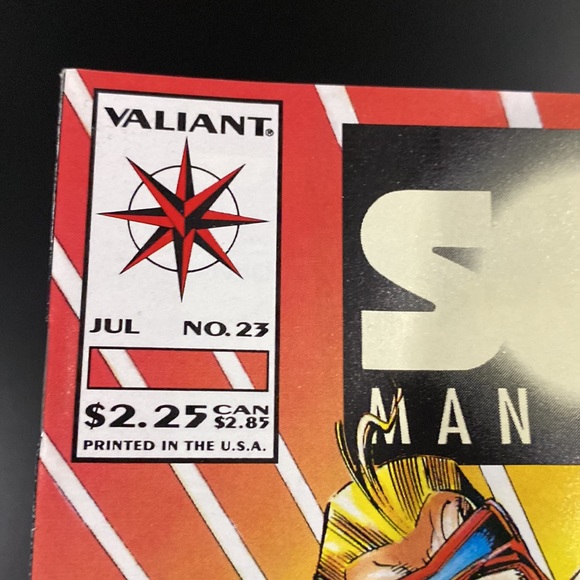 VALIANT®
JUL NO. 23
$2.25 CAN $2.85
PRINTED IN THE U.S.A.
MAN